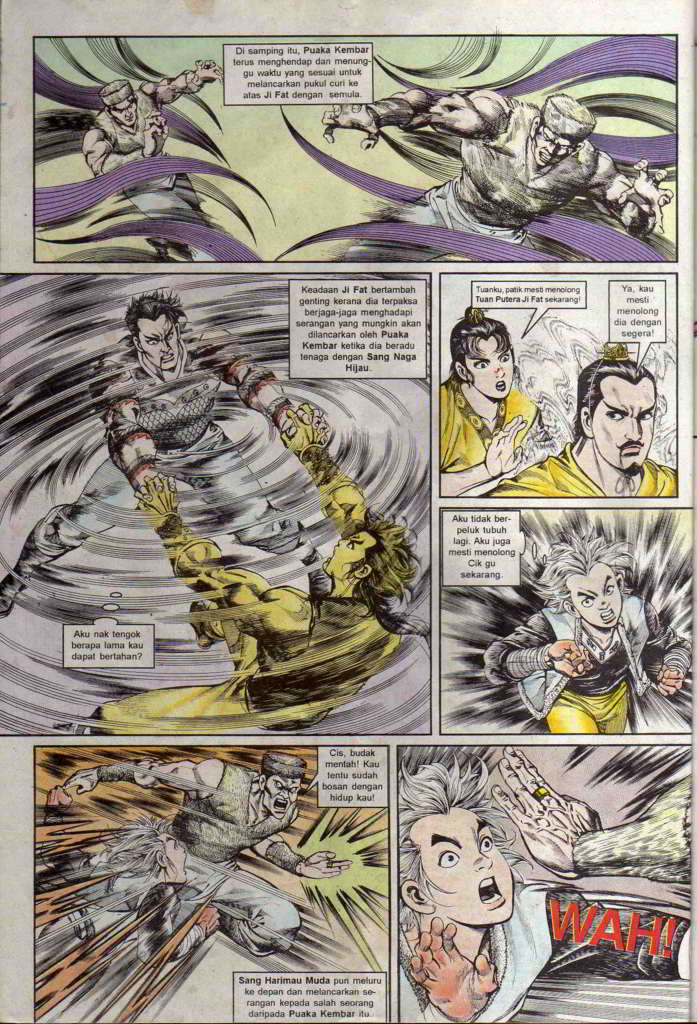 Di samping itu, Puaka Kembar
terus menghendap dan menung-
gu waktu yang sesuai untuk
melancarkan pukul curi ke
atas Ji Fat dengan semula.
Keadaan Ji Fat bertambah
genting kerana dia terpaksa
berjaga-jaga menghadapi
serangan yang mungkin akan
dilancarkan oleh Puaka
Kembar ketika dia beradu
tenaga dengan Sang Naga
Hijau.
Aku nak tengok
berapa lama kau
dapat bertahan?
Tuanku, patik mesti menolong
Tuan Putera Ji Fat sekarang!
Ya, kau
mesti
menolong
dia dengan
segera!
Aku tidak ber-
peluk tubuh
lagi. Aku juga
mesti menolong
Cik gu
sekarang.
Cis, budak
mentah! Kau
tentu sudah
bosan dengan
hidup kau!
Sang Harimau Muda pun meluru
ke depan dan melancarkan se-
rangan kepada salah seorang
daripada Puaka Kembar itu.
WAH!